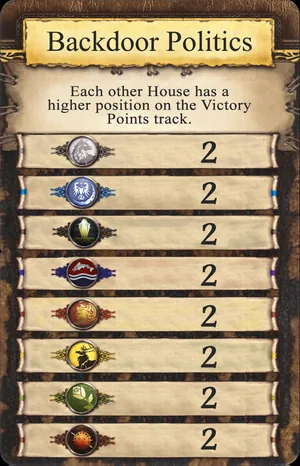 Backdoor Politics
Each other House has a
higher position on the Victory
Points track.
2
2
2
2
2
2
2
2